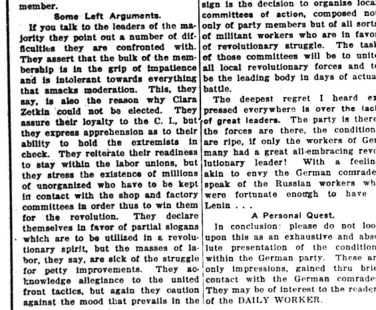 member.
Some Left Arguments.
If you talk to the leaders of the ma-
jority they point out a number of dif-
ficulties they are confronted with.
They assert that the bulk of the mem-
bership is in the grip of impatience
and is intolerant towards everything
that smacks moderation. This, they
say, is also the reason why Clara
Zetkin could not be elected. They
assure their loyalty to the C. I., but
they express apprehension as to their
ability to hold the extremists in
check. They reiterate their readiness
to stay within the labor unions, but
they stress the existence of millions
of unorganized who have to be kept
in contact with the shop and factory
committees in order thus to win them
for the revolution. They declare
themselves in favor of partial slogans
which are to be utilized in a revolu-
tionary spirit, but the masses of la-
bor, they say, are sick of the struggle
for petty improvements. They ac-
knowledge allegiance to the united
front tactics, but again they caution
against the mood that prevails in the
sign is the decision to organise loca
committees of action, composed no
only of party members but of all sorts
of militant workers who are in favor
of revolutionary struggle. The task
of those committees will be to unite
all local revolutionary forces and to
be the leading body in days of actua
battle.
The deepest regret I heard ex
pressed everywhere is over the lack
of great leaders. The party is there
the forces are there, the condition
are ripe, if only the workers of Ger
many had a great all-embracing revo
lutionary leader! With a feelin
akin to envy the German comrade
speak of the Russian workers wh
were fortunate enough to have
Lenin . . .
A Personal Quest.
In conclusion: please do not loo
upon this as an exhaustive and abso
lute presentation of the condition
within the German party. These ar
only impressions, gained thru brie
contact with the German comrade
They may be of interest to the reader
of the DAILY WORKER.